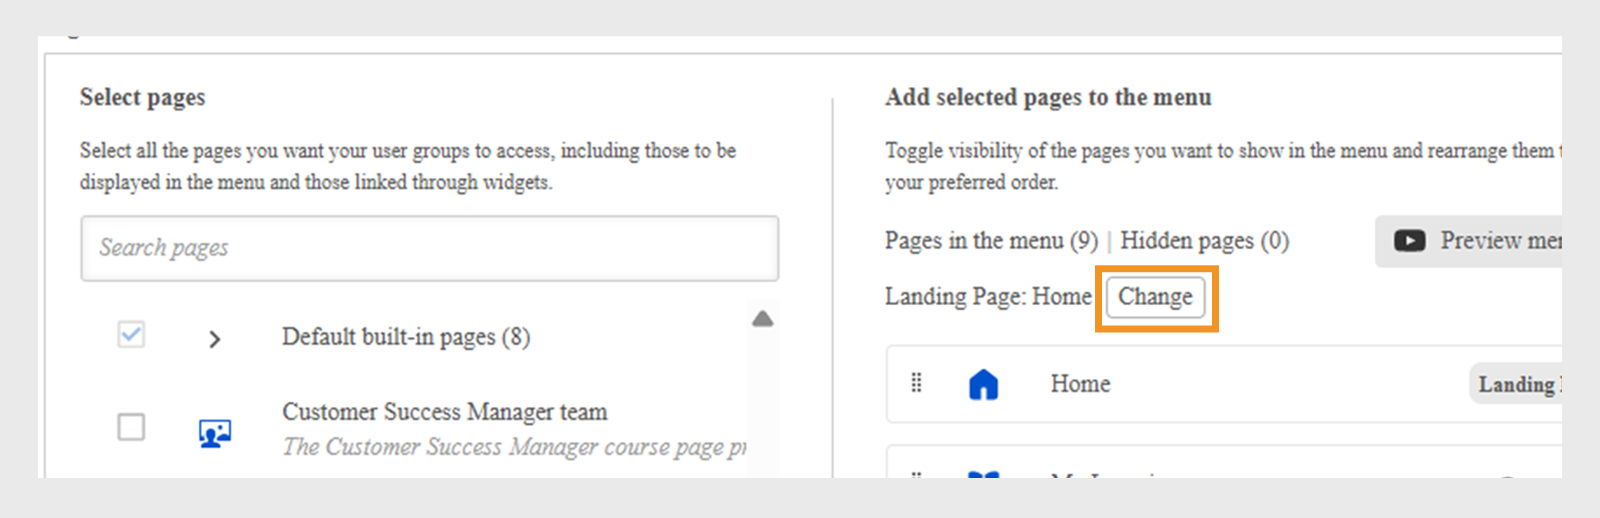 Select pages
Select all the pages you want your user groups to access, including those to be
displayed in the menu and those linked through widgets.
Search pages
Default built-in pages (8)
Customer Success Manager team
The Customer Success Manager course page
Add selected pages to the menu
Toggle visibility of the pages you want to show in the menu and rearrange them
your preferred order.
Pages in the menu (9) | Hidden pages (0)
Preview
Landing Page: Home Change
Home
Landing